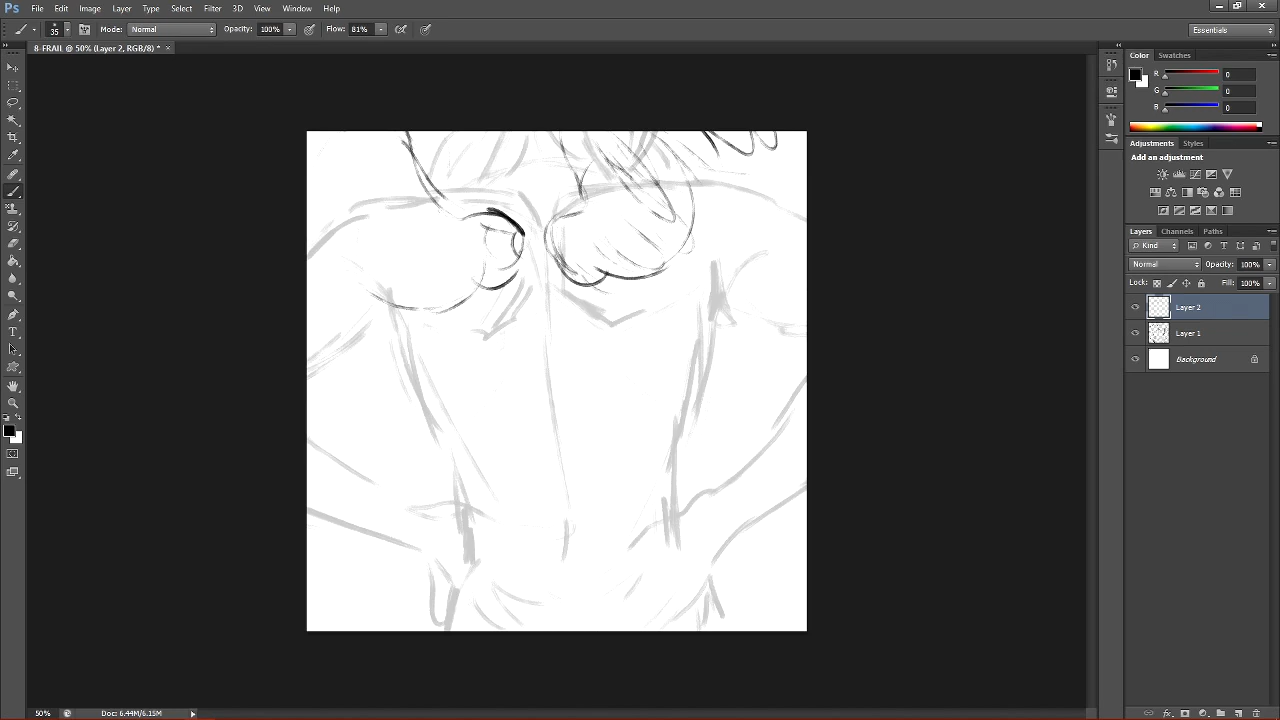 Ps File Edit Image Layer Type Select Filter 3D View Window Help
35 Mode: Normal Opacity: 100% Flow: 81% Essentials
8-FRAIL @ 50% (Layer 2, RGB/8) * ×
Color Swatches
R 0
G 0
B 0
Adjustments Styles
Add an adjustment
Layers Channels Paths
Kind
Normal Opacity: 100%
Lock: Fill: 100%
Layer 2
Layer 1
Background
50% Doc: 6.44M/6.15M